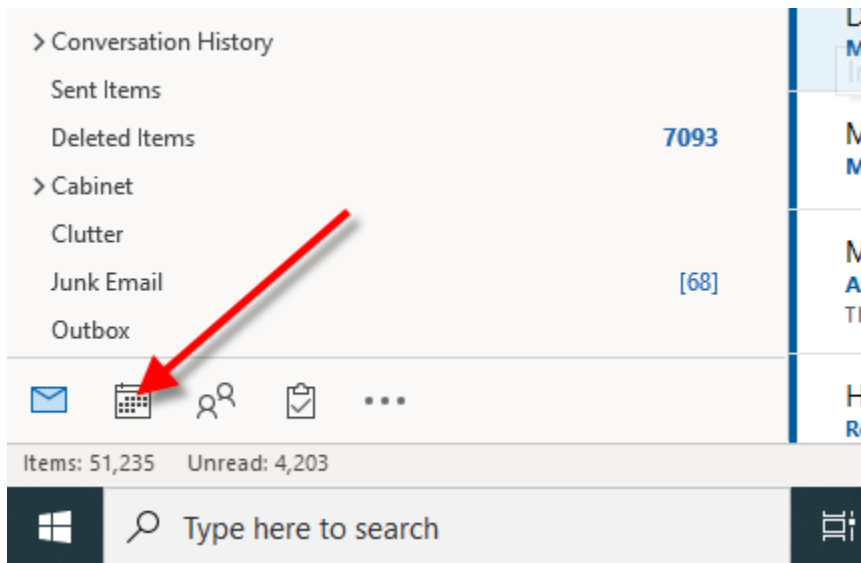 Conversation History
Sent Items
Deleted Items 7093
Cabinet
Clutter
Junk Email [68]
Outbox
Items: 51,235 Unread: 4,203
Type here to search